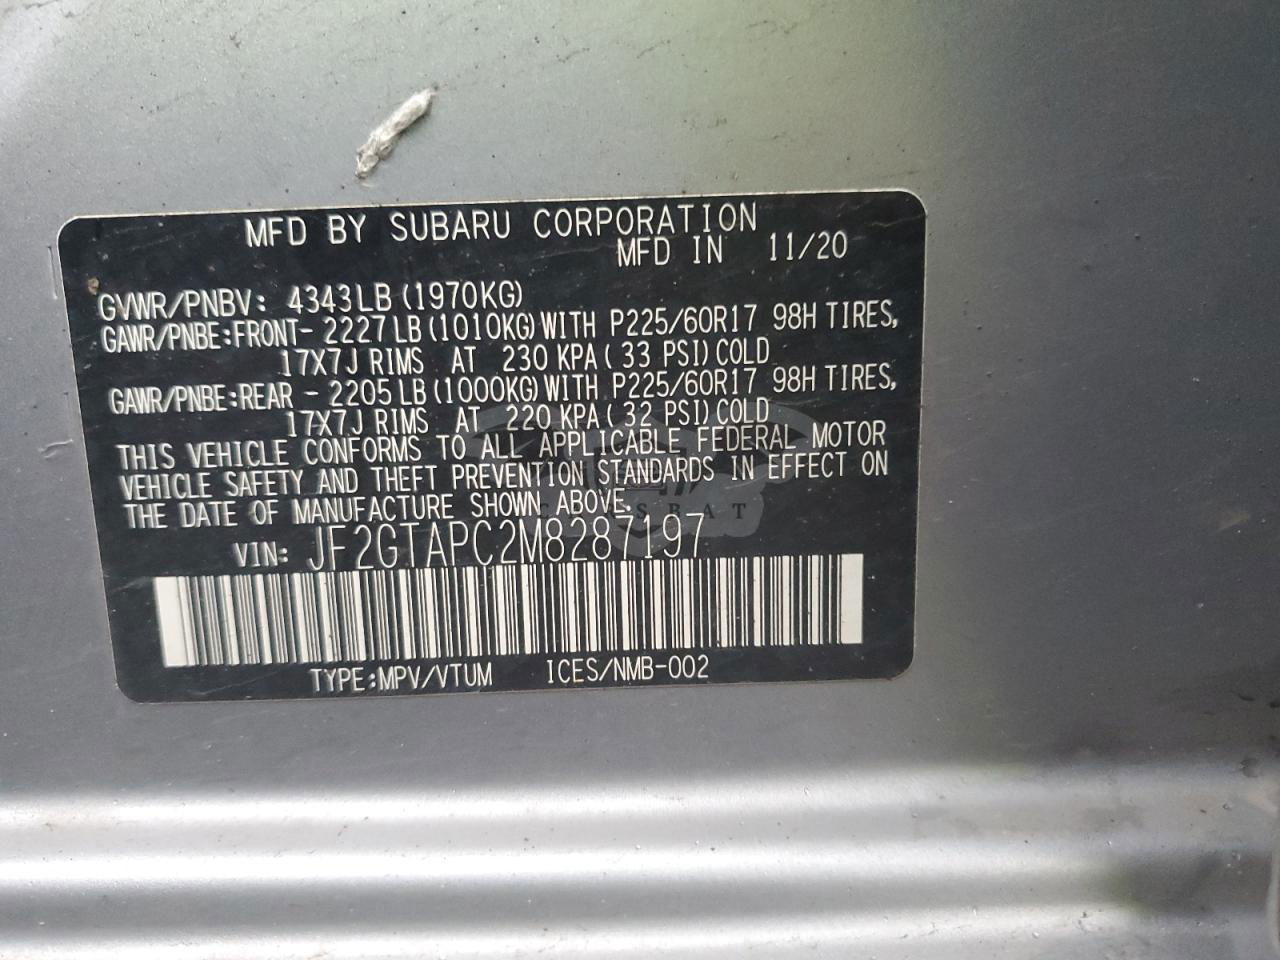 MFD BY SUBARU CORPORATION
MFD IN 11/20
GVWR/PNBV: 4343LB (1970KG)
GAWR/PNBE:FRONT- 2227 LB (1010KG) WITH P225/60R17 98H TIRES,
17X7J RIMS AT 230 KPA ( 33 PSI) COLD
GAWR/PNBE:REAR - 2205 LB (1000KG) WITH P225/60R17 98H TIRES,
17X7J RIMS AT 220 KPA ( 32 PSI) COLD
THIS VEHICLE CONFORMS TO ALL APPLICABLE FEDERAL MOTOR
VEHICLE SAFETY AND THEFT PREVENTION STANDARDS IN EFFECT ON
THE DATE OF MANUFACTURE SHOWN ABOVE.
CARSBAT
VIN: JF2GTAPC2M8287197
TYPE:MPV/VTUM ICES/NMB-002